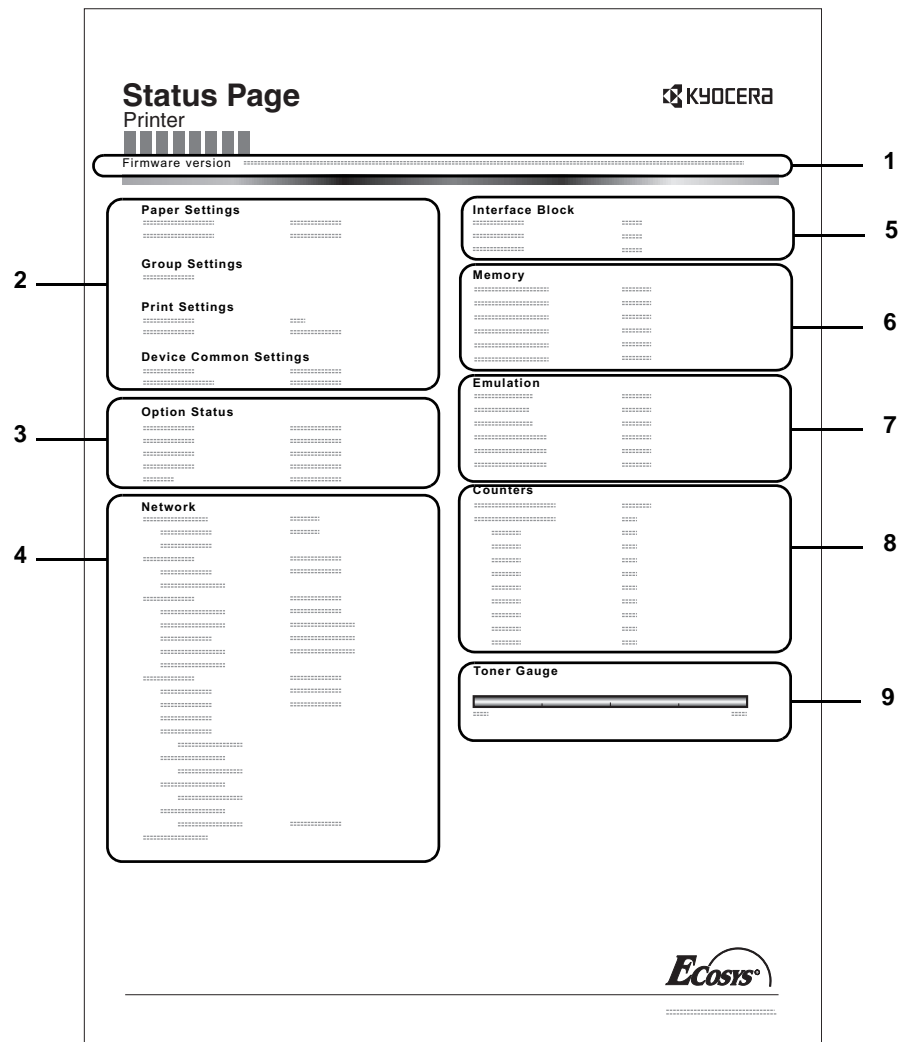 Status Page
KYOCERA
Printer
Firmware version
1
Paper Settings
Group Settings
Print Settings
Device Common Settings
2
Option Status
3
Network
4
Interface Block
5
Memory
6
Emulation
7
Counters
8
Toner Gauge
9
ECOSYS